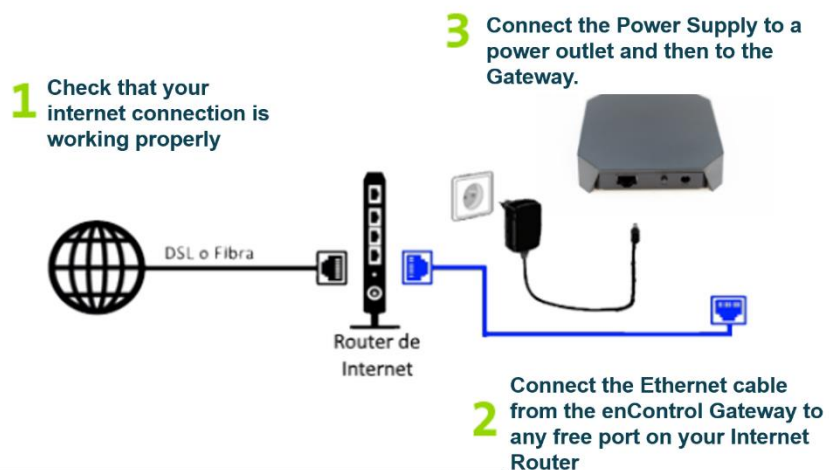 1 Check that your
internet connection is
working properly
3 Connect the Power Supply to a
power outlet and then to the
Gateway.
DSL o Fibra
Router de
Internet
2 Connect the Ethernet cable
from the enControl Gateway to
any free port on your Internet
Router